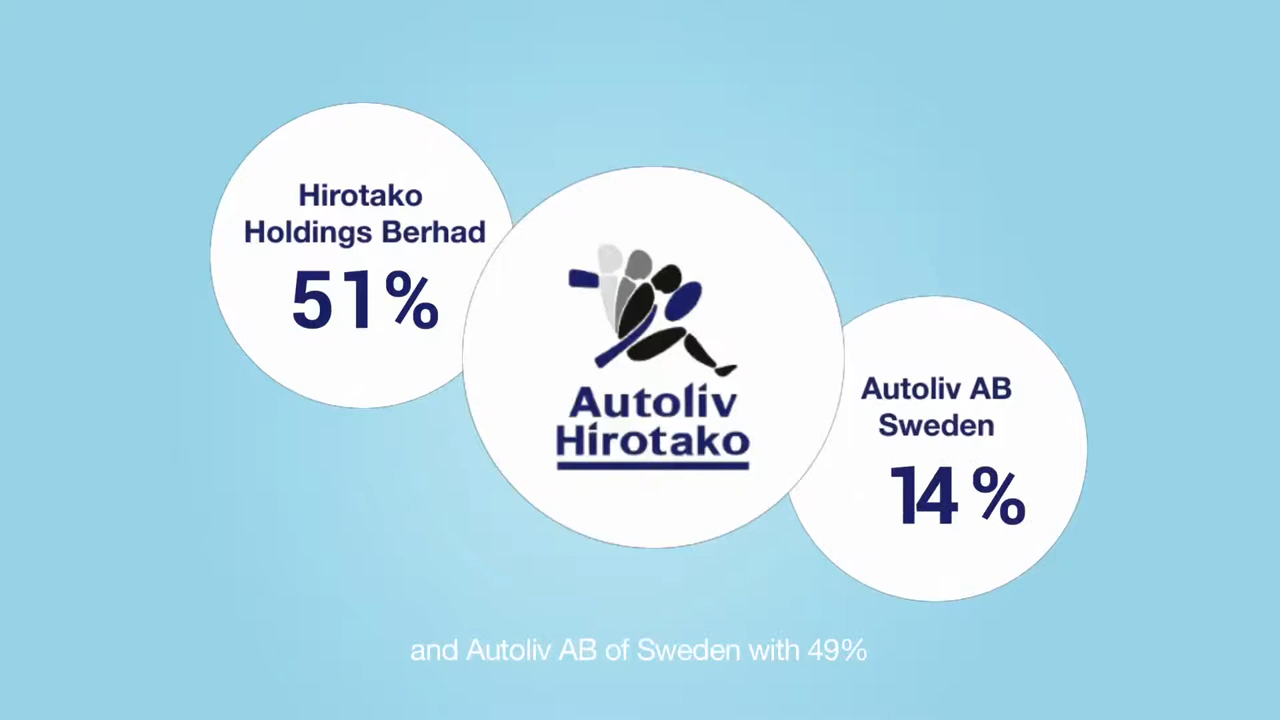 Hirotako
Holdings Berhad
51%
Autoliv
Hirotako
Autoliv AB
Sweden
14%
and Autoliv AB of Sweden with 49%